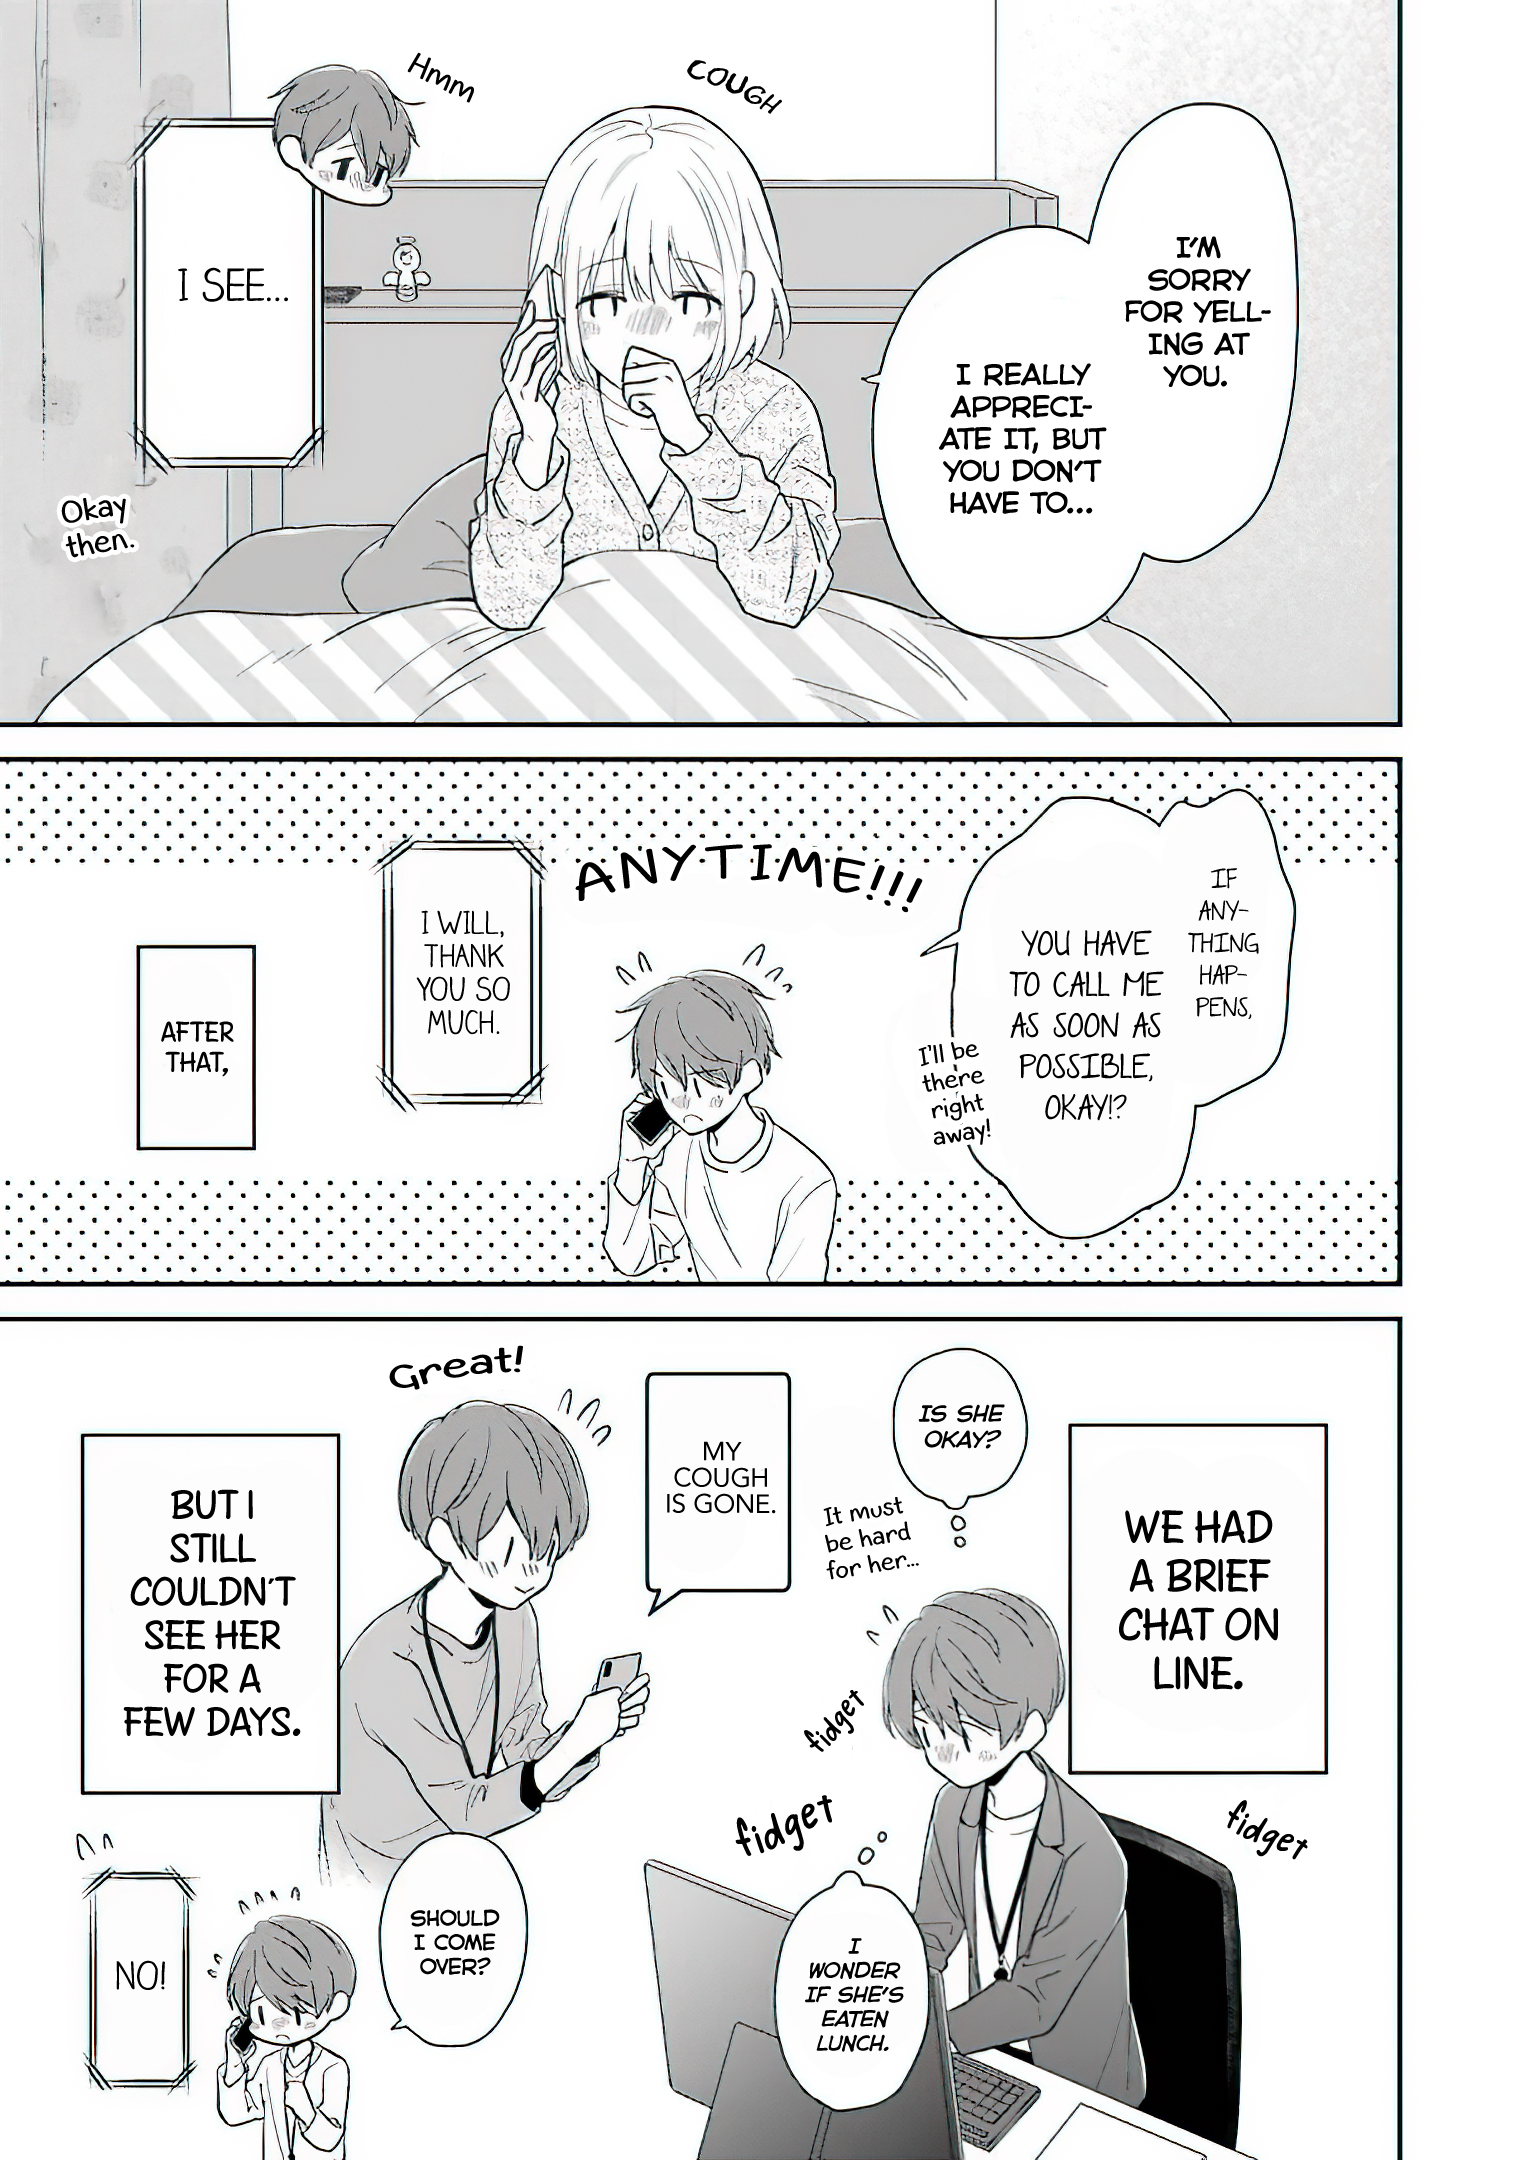 I'M
SORRY
FOR YELL-
ING AT
YOU.
I REALLY
APPRECI-
ATE IT, BUT
YOU DON'T
HAVE TO...
COUGH
Hmm
I SEE...
Okay
then.
IF
ANY-
THING
HAP-
PENS,
YOU HAVE
TO CALL ME
AS SOON AS
POSSIBLE,
OKAY!?
I'll be
there
right
away!
ANYTIME!!!
I WILL,
THANK
YOU SO
MUCH.
AFTER
THAT,
WE HAD
A BRIEF
CHAT ON
LINE.
IS SHE
OKAY?
It must
be hard
for her...
fidget
fidget
fidget
I
WONDER
IF SHE'S
EATEN
LUNCH.
MY
COUGH
IS GONE.
Great!
BUT I
STILL
COULDN'T
SEE HER
FOR A
FEW DAYS.
SHOULD
I COME
OVER?
NO!